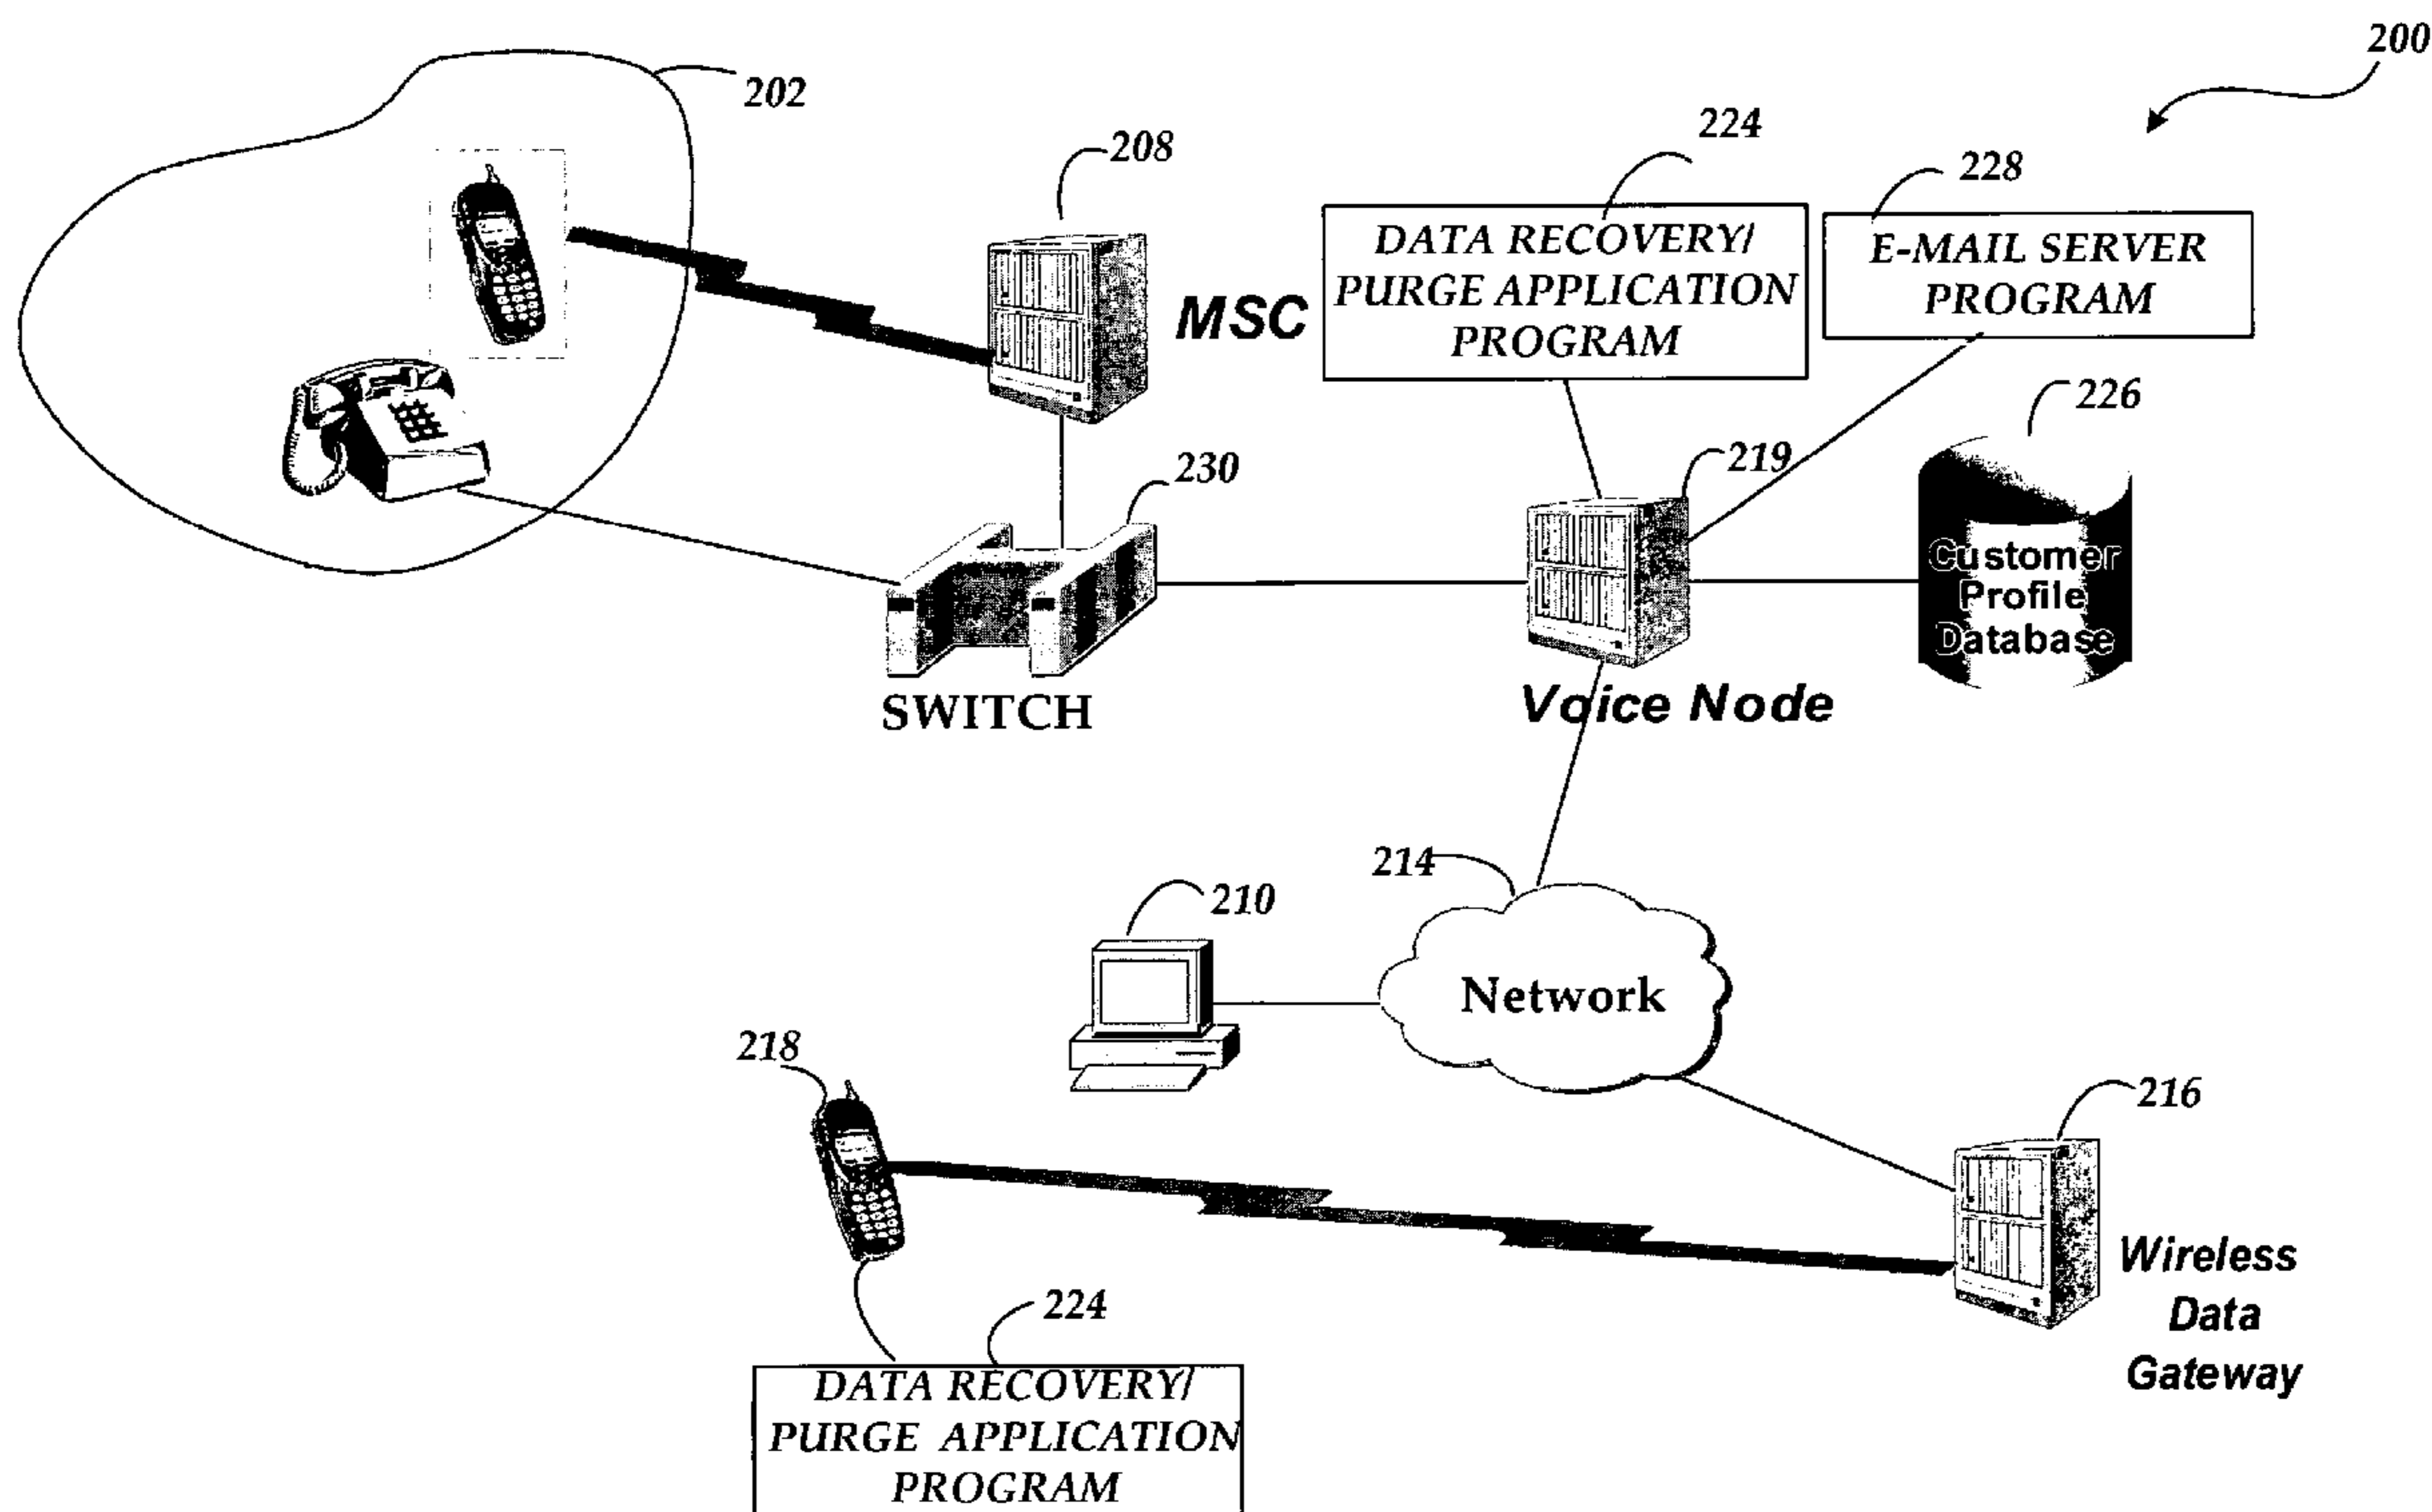 200
202
208
MSC
224
DATA RECOVERY/
PURGE APPLICATION
PROGRAM
228
E-MAIL SERVER
PROGRAM
226
Customer
Profile
Database
230
SWITCH
219
Voice Node
214
Network
210
218
216
Wireless
Data
Gateway
224
DATA RECOVERY/
PURGE APPLICATION
PROGRAM